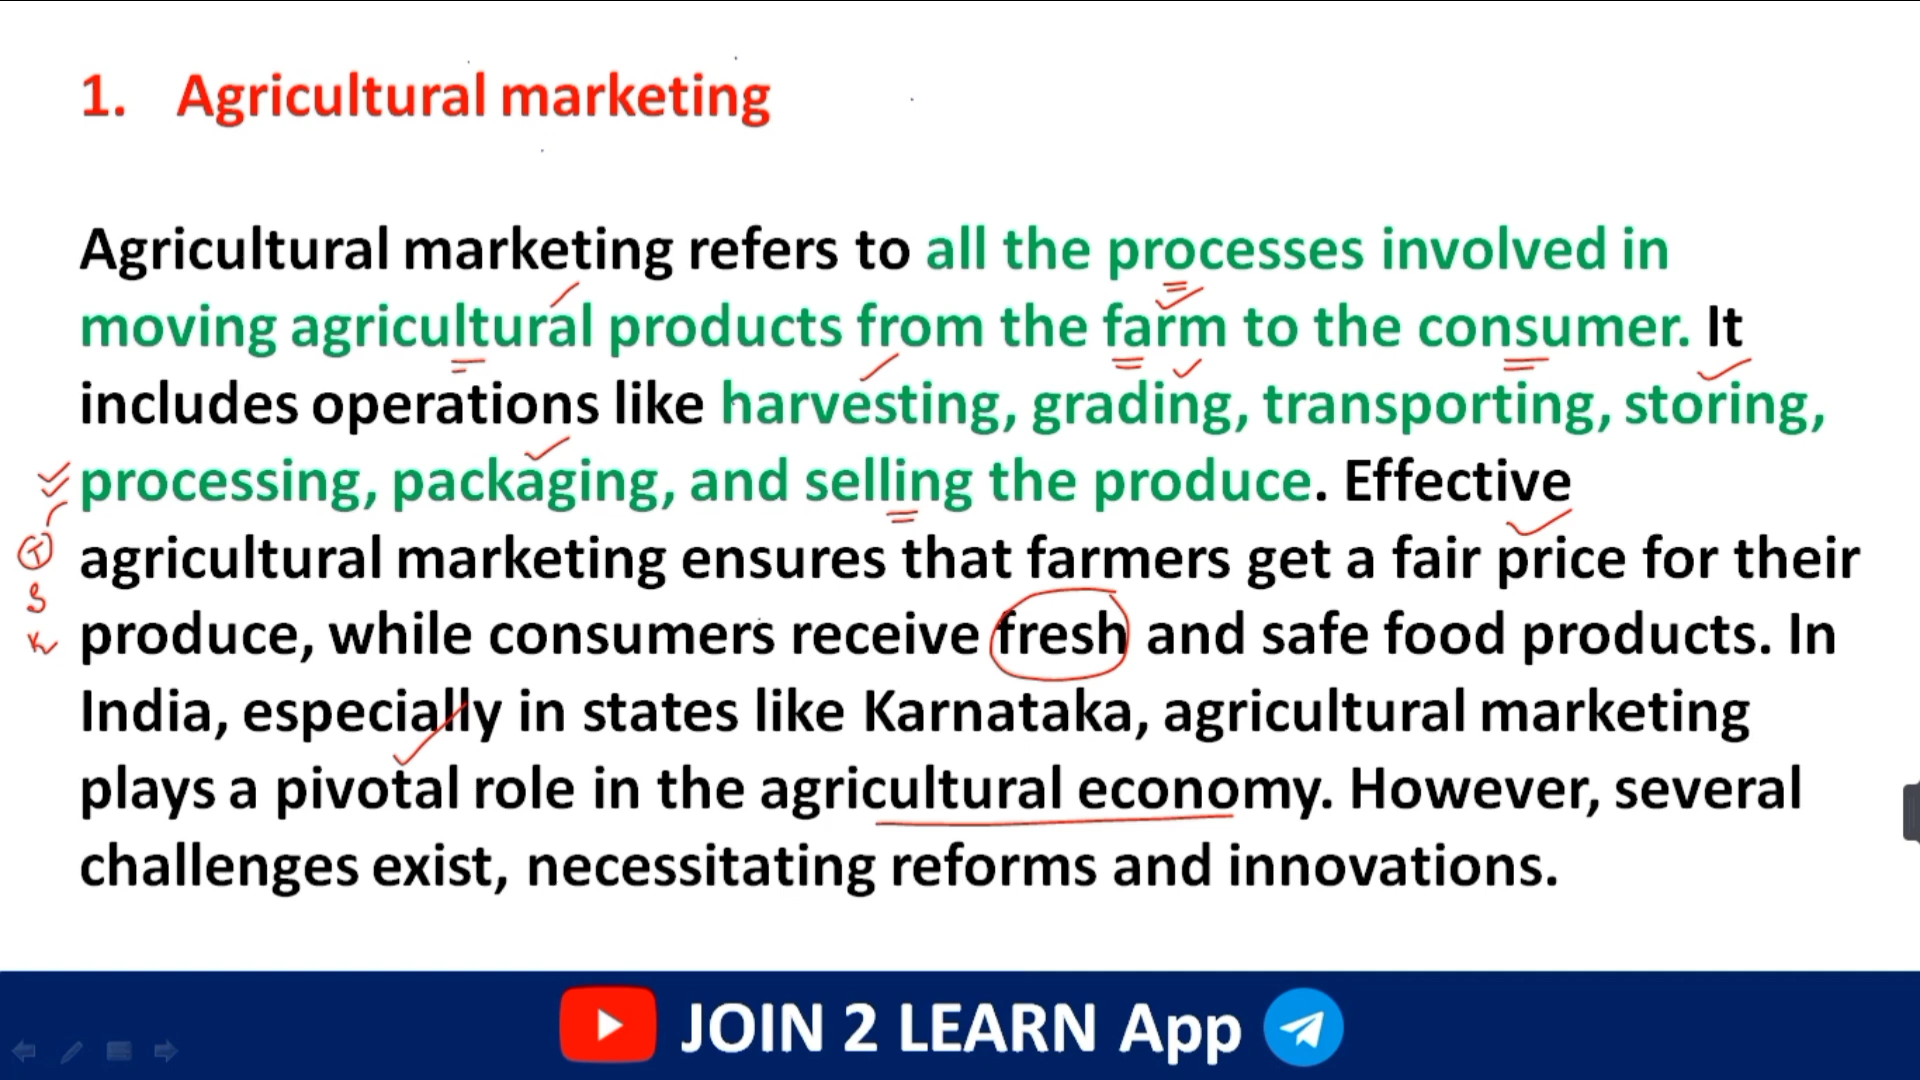 1. Agricultural marketing
Agricultural marketing refers to all the processes involved in
moving agricultural products from the farm to the consumer. It
includes operations like harvesting, grading, transporting, storing,
processing, packaging, and selling the produce. Effective
agricultural marketing ensures that farmers get a fair price for their
produce, while consumers receive fresh and safe food products. In
India, especially in states like Karnataka, agricultural marketing
plays a pivotal role in the agricultural economy. However, several
challenges exist, necessitating reforms and innovations.
T
S
JOIN 2 LEARN App